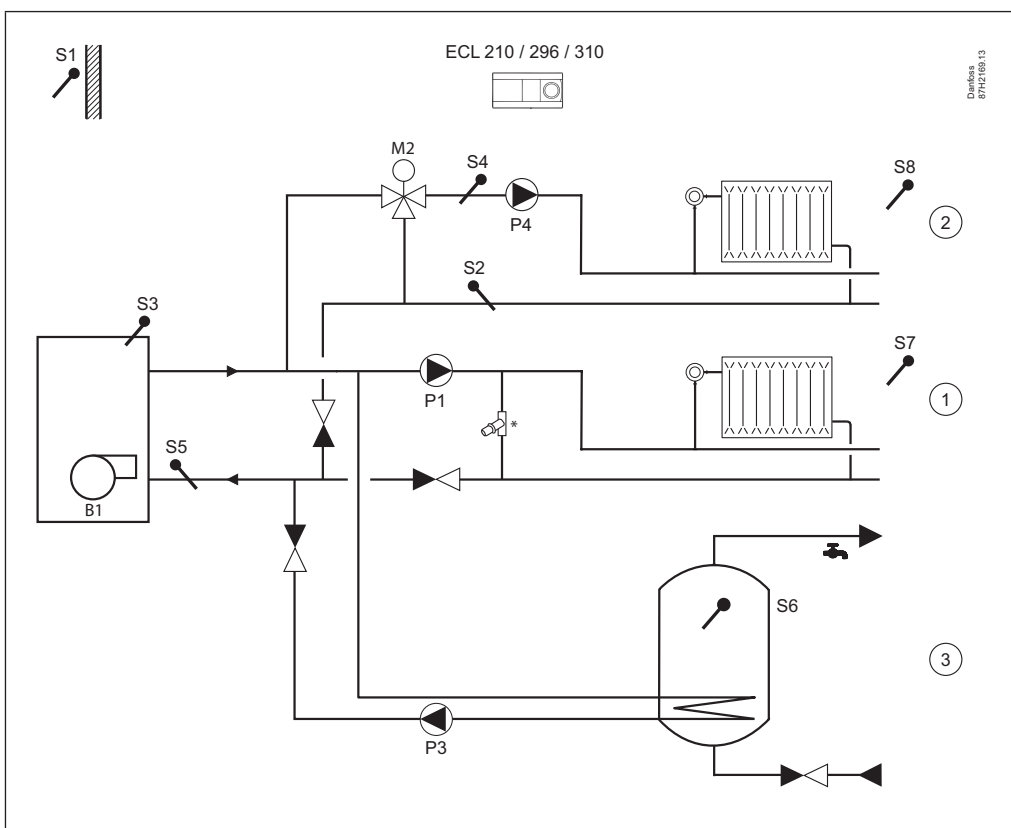 S1
ECL 210 / 296 / 310
Danfoss
87H2169.13
M2
S4
S8
P4
2
S2
S3
S7
P1
1
*
S5
B1
S6
3
P3